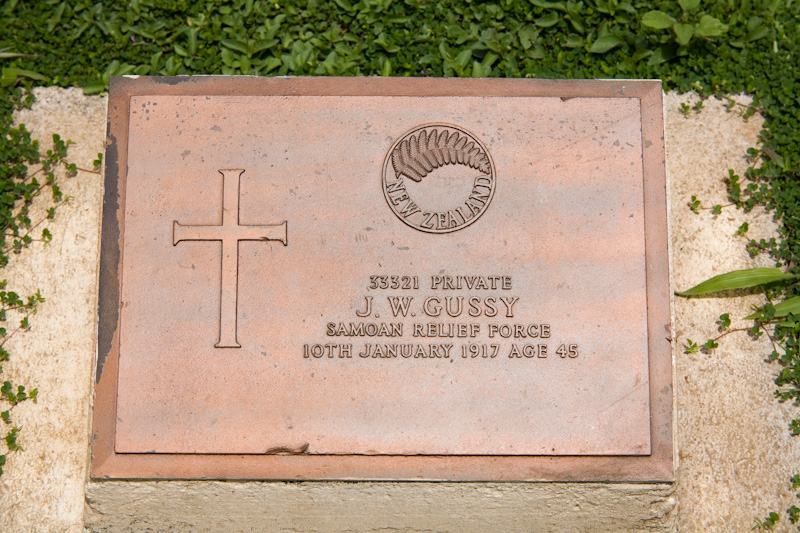 NEW ZEALAND
33321 PRIVATE
J. W. GUSSY
SAMOAN RELIEF FORCE
10TH JANUARY 1917 AGE 45